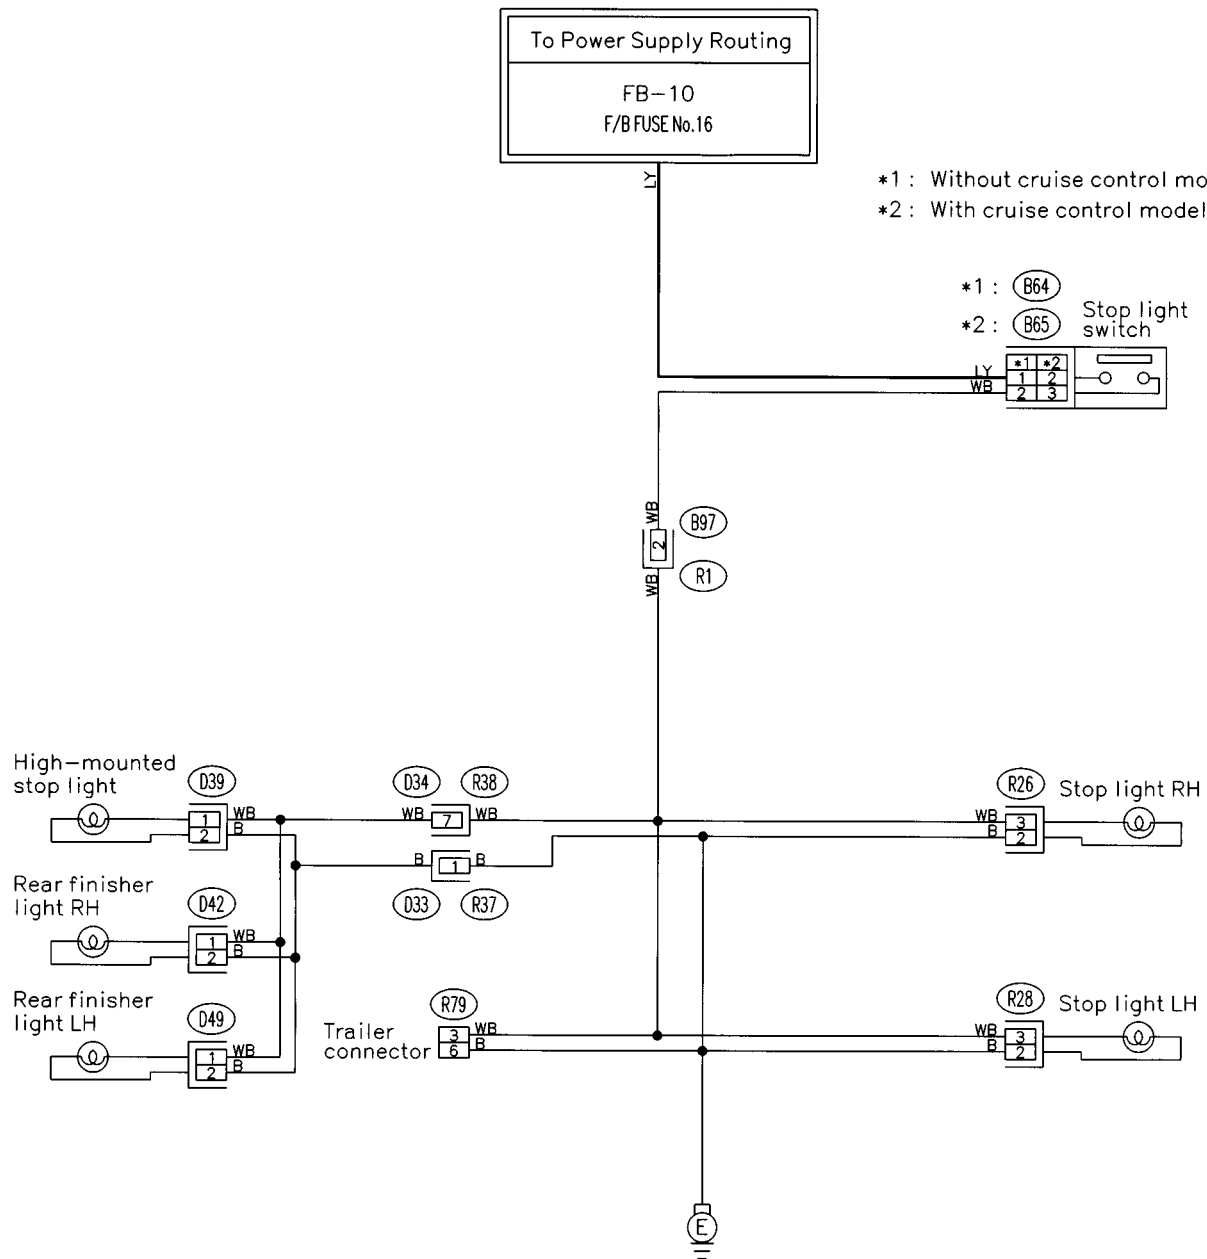 To Power Supply Routing
FB-10
F/B FUSE No.16
LY
*1 : Without cruise control mo
*2 : With cruise control model
*1 : B64
*2 : B65
Stop light
switch
*1 *2
LY 1 2
WB 2 3
WB
2
B97
WB
R1
High-mounted
stop light
D39
1 WB
2 B
D34 R38
WB 7 WB
B 1 B
D33 R37
R26
Stop light RH
WB 3
B 2
Rear finisher
light RH
D42
1 WB
2 B
Rear finisher
light LH
D49
1 WB
2 B
R79
Trailer
connector
3 WB
6 B
R28
Stop light LH
WB 3
B 2
E